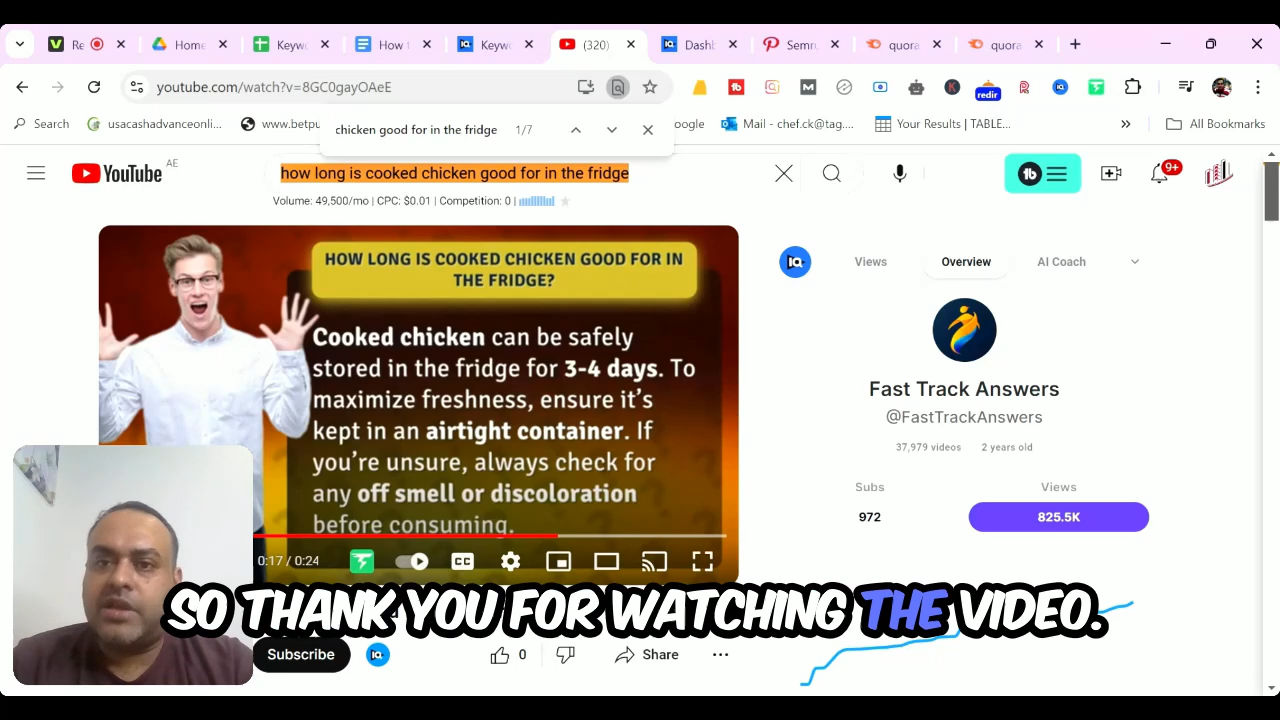 Re
Home
Keywo
How t
Keywo
(320)
Dashb
Semru
quora
quora
youtube.com/watch?v=8GC0gayOAeE
redir
Search
usacashadvanceonli...
www.betpu
chicken good for in the fridge 1/7
oogle
Mail - chef.ck@tag....
Your Results | TABLE...
All Bookmarks
YouTube AE
how long is cooked chicken good for in the fridge
9+
Volume: 49,500/mo | CPC: $0.01 | Competition: 0 |
HOW LONG IS COOKED CHICKEN GOOD FOR IN
THE FRIDGE?
Cooked chicken can be safely
stored in the fridge for 3-4 days. To
maximize freshness, ensure it's
kept in an airtight container. If
you're unsure, always check for
any off smell or discoloration
before consuming.
0:17 / 0:24
CC
Views
Overview
AI Coach
Fast Track Answers
@FastTrackAnswers
37,979 videos 2 years old
Subs Views
972 825.5K
SO THANK YOU FOR WATCHING THE VIDEO.
Subscribe
0
Share